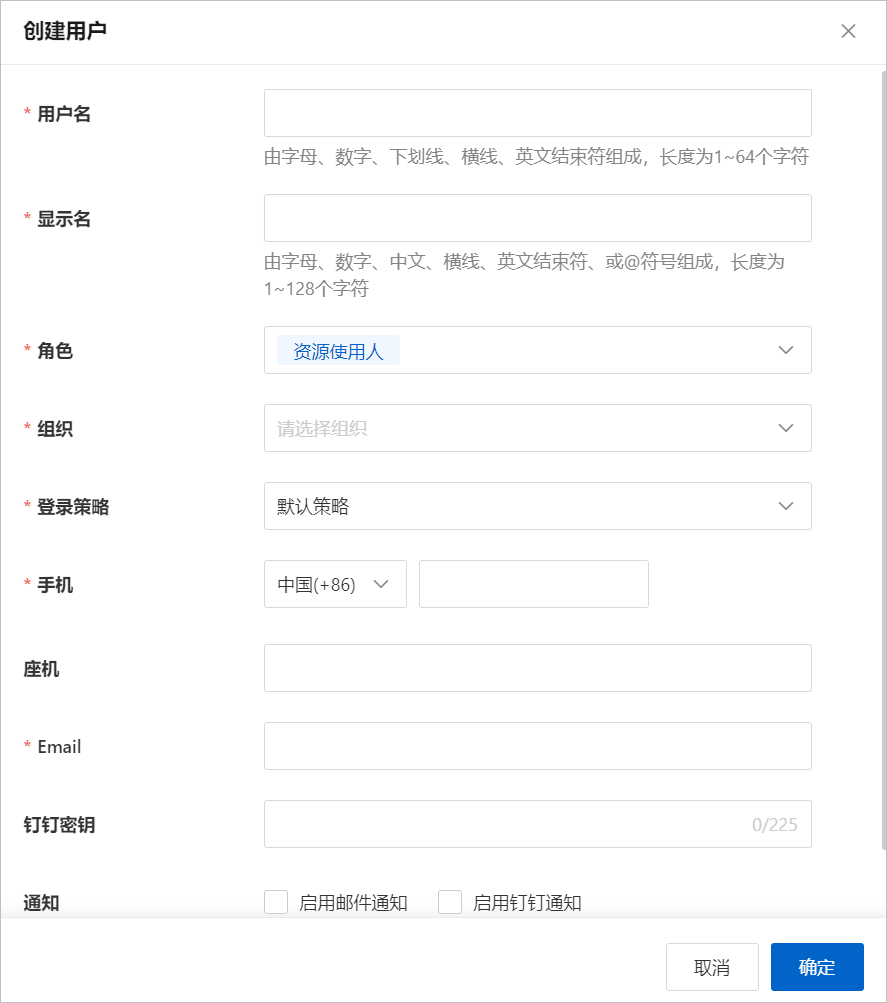 创建用户
* 用户名
由字母、数字、下划线、横线、英文结束符组成，长度为1~64个字符
* 显示名
由字母、数字、中文、横线、英文结束符、或@符号组成，长度为
1~128个字符
* 角色 资源使用人
* 组织 请选择组织
* 登录策略 默认策略
* 手机 中国(+86)
座机
* Email
钉钉密钥 0/225
通知 启用邮件通知 启用钉钉通知
取消 确定